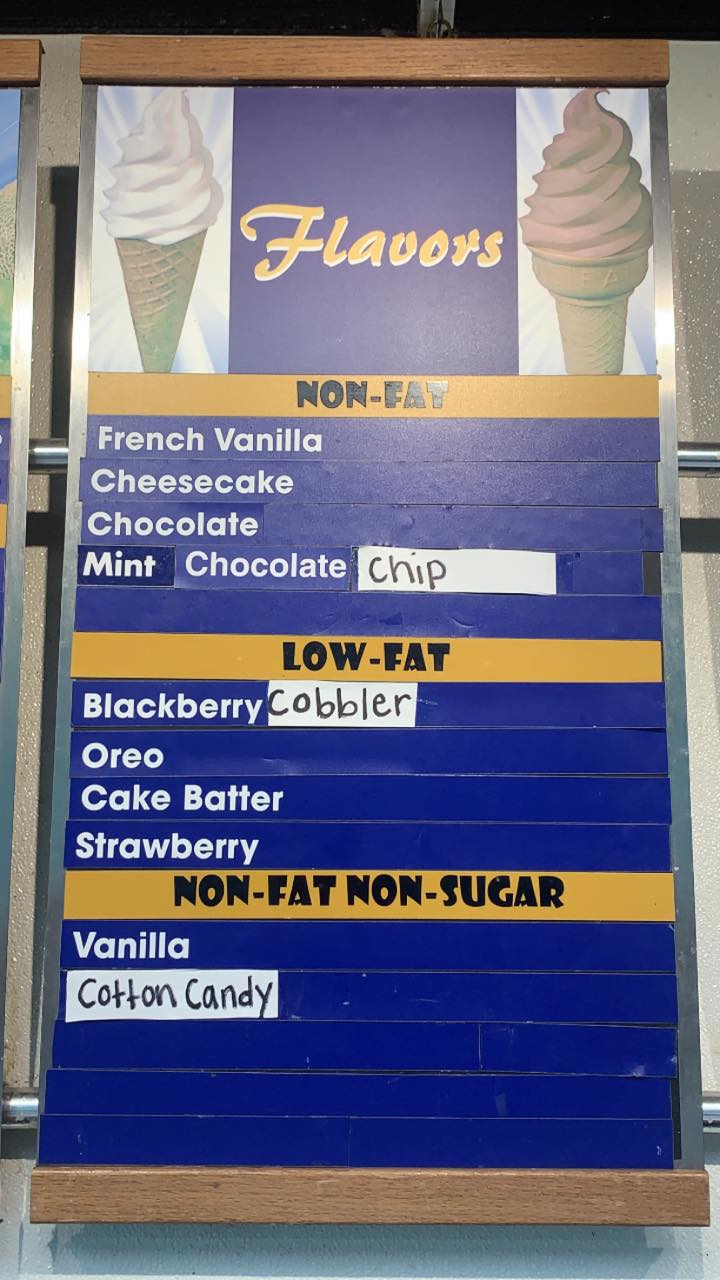 Flavors
NON-FAT
French Vanilla
Cheesecake
Chocolate
Mint Chocolate Chip
LOW-FAT
Blackberry Cobbler
Oreo
Cake Batter
Strawberry
NON-FAT NON-SUGAR
Vanilla
Cotton Candy